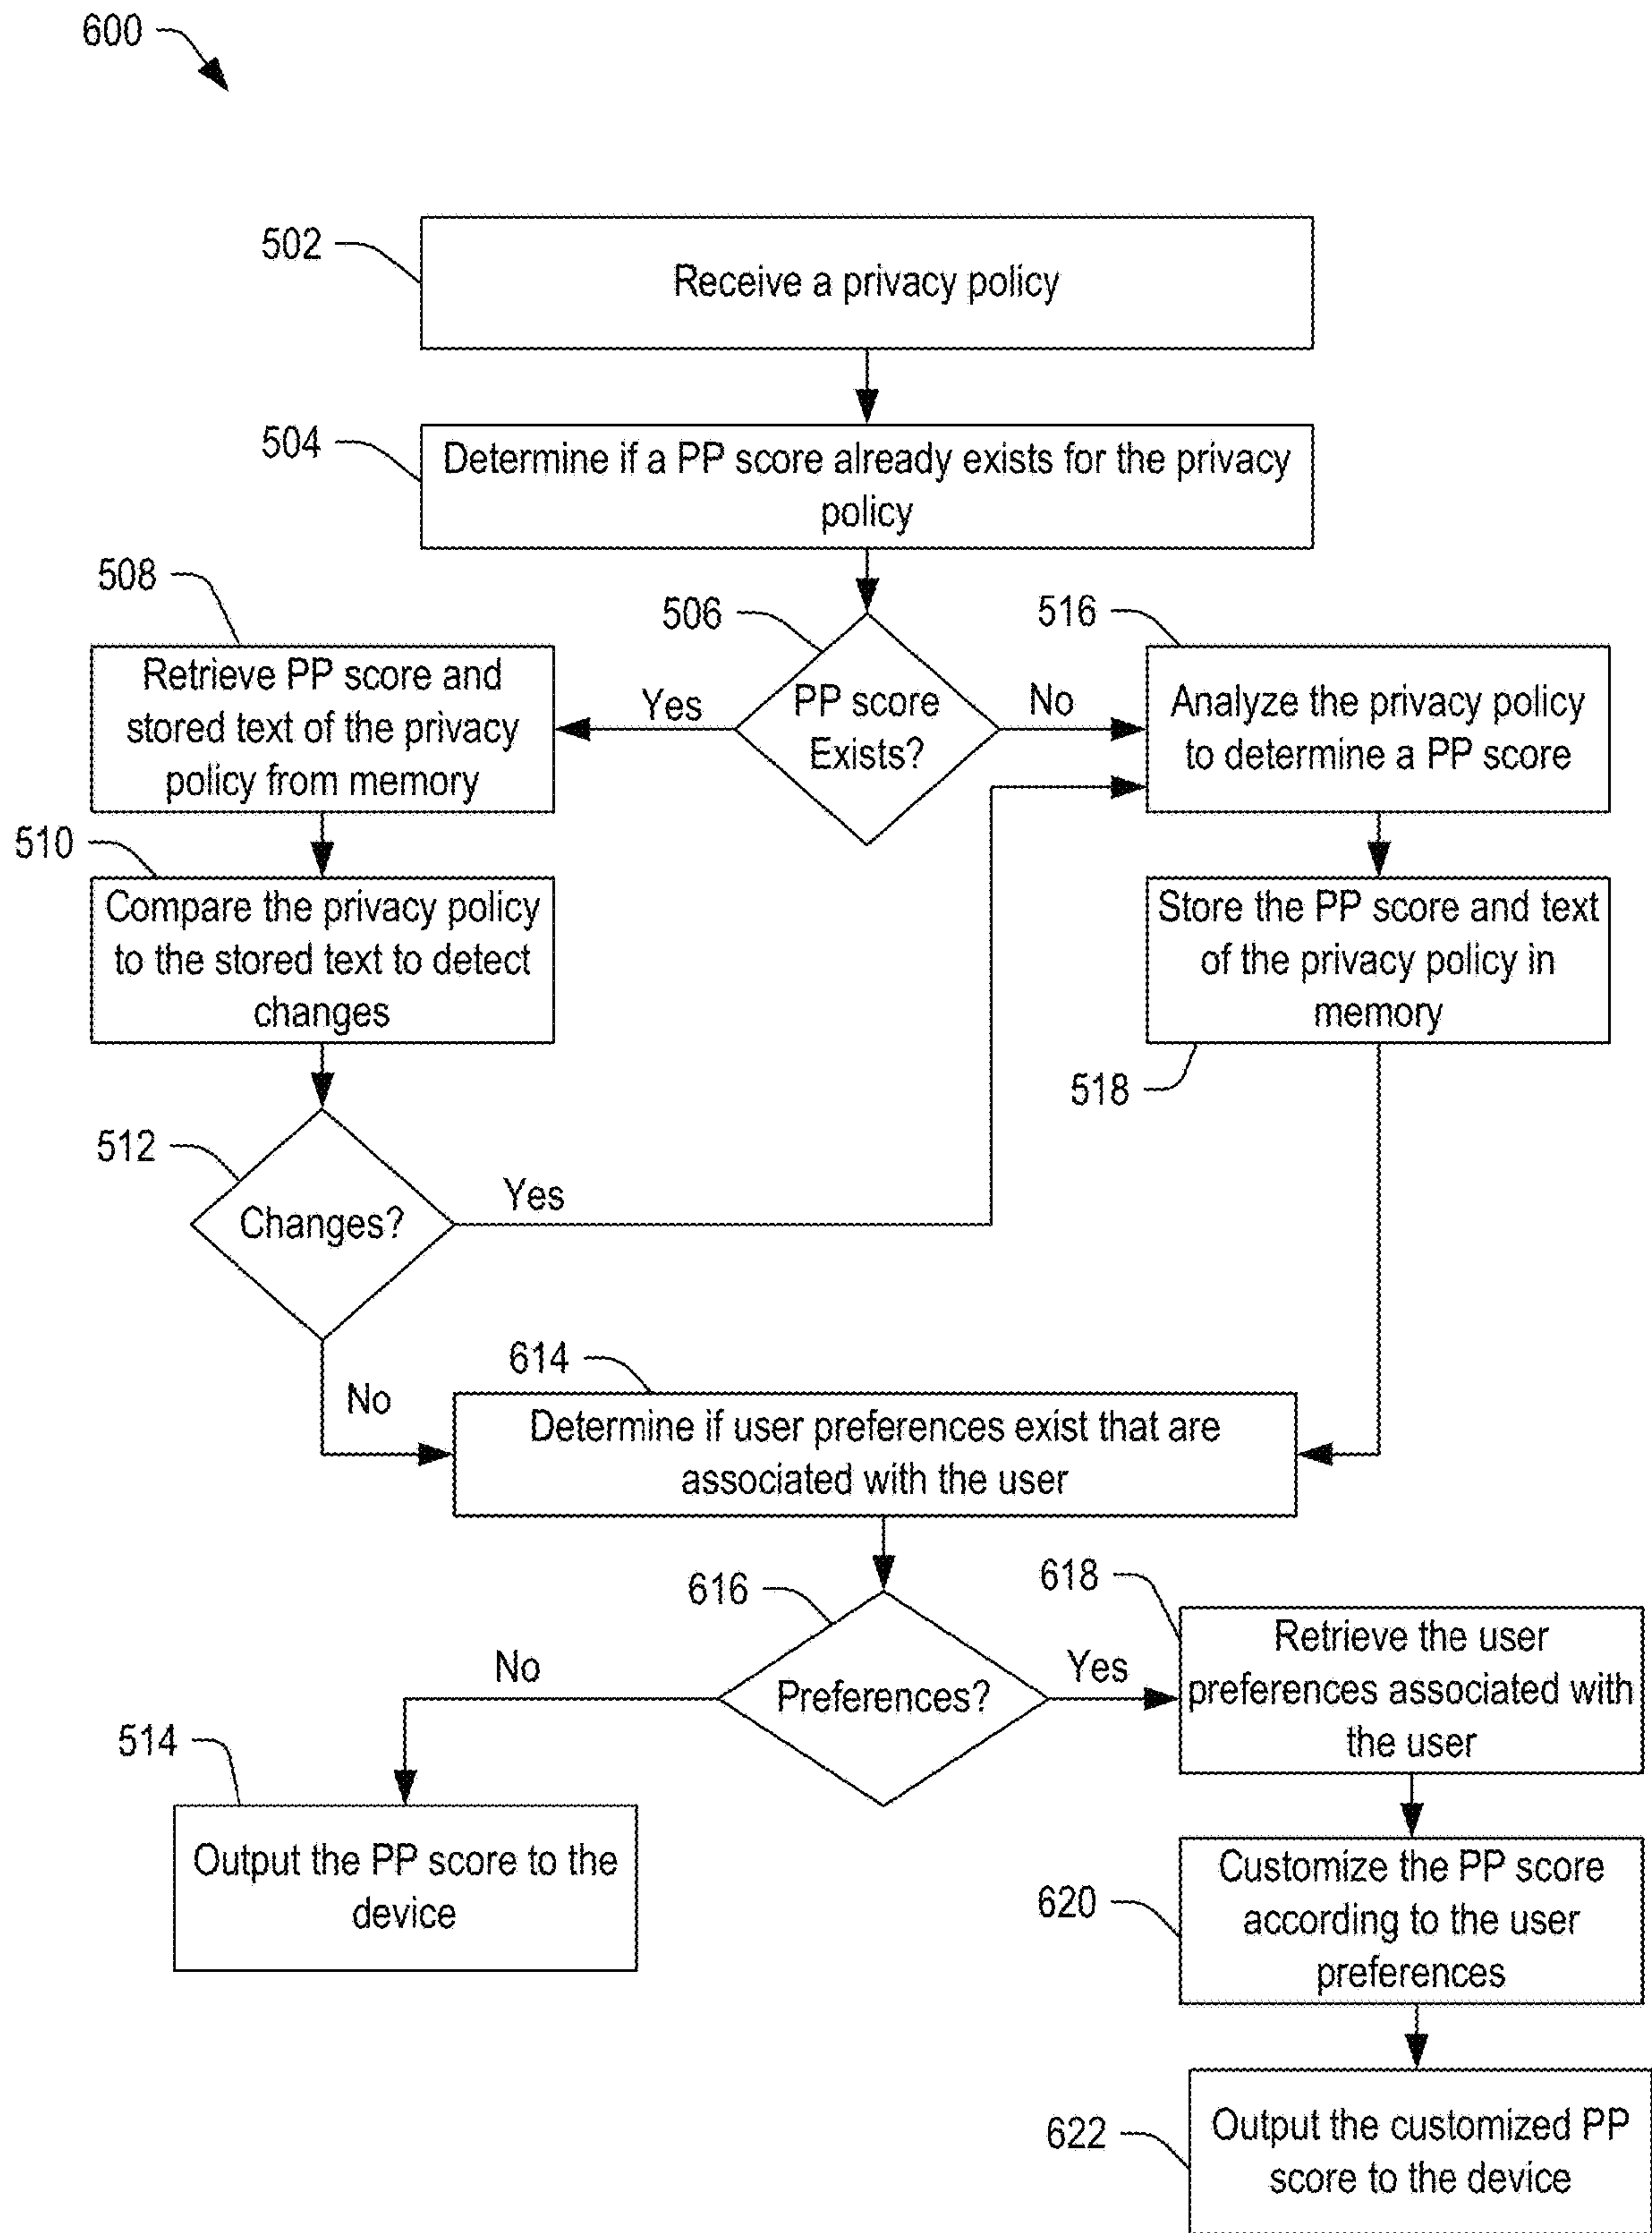 600
502
Receive a privacy policy
504
Determine if a PP score already exists for the privacy
policy
508
506
516
Retrieve PP score and
stored text of the privacy
policy from memory
Yes
PP score
Exists?
No
Analyze the privacy policy
to determine a PP score
510
Compare the privacy policy
to the stored text to detect
changes
Store the PP score and text
of the privacy policy in
memory
518
512
Changes?
Yes
No
614
Determine if user preferences exist that are
associated with the user
616
618
No
Preferences?
Yes
Retrieve the user
preferences associated with
the user
514
Output the PP score to the
device
620
Customize the PP score
according to the user
preferences
622
Output the customized PP
score to the device